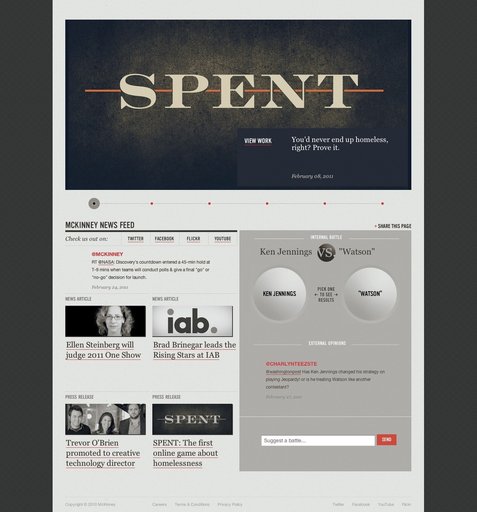 SPENT
VIEW WORK
You'd never end up homeless,
right? Prove it.
February 08, 2011
MCKINNEY NEWS FEED
SHARE THIS PAGE
Check us out on:
TWITTER
FACEBOOK
FLICKR
YOUTUBE
@MCKINNEY
RT @NASA: Discovery's countdown entered a 45-min hold at
T-9 mins when teams will conduct polls & give a final "go" or
"no-go" decision for launch.
February 24, 2011
NEWS ARTICLE
NEWS ARTICLE
iab.
Ellen Steinberg will
judge 2011 One Show
Brad Brinegar leads the
Rising Stars at IAB
PRESS RELEASE
PRESS RELEASE
SPENT
Trevor O'Brien
promoted to creative
technology director
SPENT: The first
online game about
homelessness
INTERNAL BATTLE
Ken Jennings VS. "Watson"
KEN JENNINGS
PICK ONE
TO SEE
RESULTS
"WATSON"
EXTERNAL OPINIONS
@CHARLYNTEEZSTE
@washingtonpost Has Ken Jennings changed his strategy on
playing Jeopardy! or is he treating Watson like another
contestant?
February 17, 2011
Suggest a battle...
SEND
Copyright © 2010 McKinney
Careers
Terms & Conditions
Privacy Policy
Twitter
Facebook
YouTube
Flickr